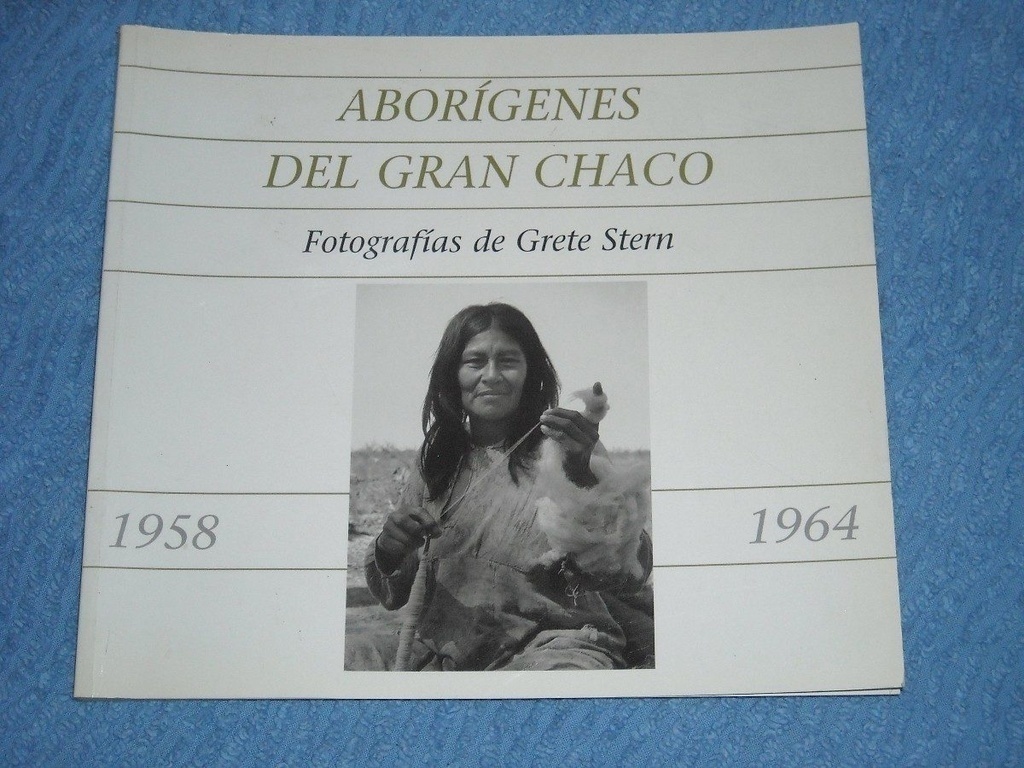 ABORÍGENES
DEL GRAN CHACO
Fotografías de Grete Stern
1958
1964